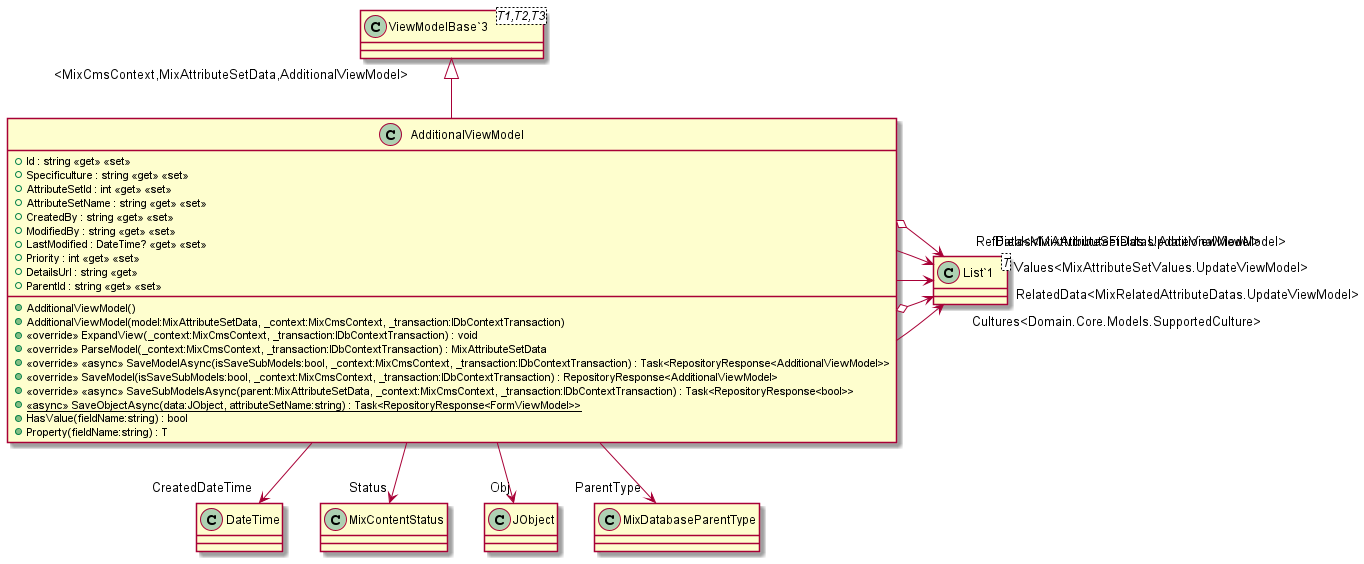 C ViewModelBase`3
T1,T2,T3
<MixCmsContext,MixAttributeSetData,AdditionalViewModel>
C AdditionalViewModel
Id : string «get» «set»
Specificulture : string «get» «set»
AttributeSetId : int «get» «set»
AttributeSetName : string «get» «set»
CreatedBy : string «get» «set»
ModifiedBy : string «get» «set»
LastModified : DateTime? «get» «set»
Priority : int «get» «set»
DetailsUrl : string «get»
ParentId : string «get» «set»
AdditionalViewModel()
AdditionalViewModel(model:MixAttributeSetData, _context:MixCmsContext, _transaction:IDbContextTransaction)
«override» ExpandView(_context:MixCmsContext, _transaction:IDbContextTransaction) : void
«override» ParseModel(_context:MixCmsContext, _transaction:IDbContextTransaction) : MixAttributeSetData
«override» «async» SaveModelAsync(isSaveSubModels:bool, _context:MixCmsContext, _transaction:IDbContextTransaction) : Task<RepositoryResponse<AdditionalViewModel>>
«override» SaveModel(isSaveSubModels:bool, _context:MixCmsContext, _transaction:IDbContextTransaction) : RepositoryResponse<AdditionalViewModel>
«override» «async» SaveSubModelsAsync(parent:MixAttributeSetData, _context:MixCmsContext, _transaction:IDbContextTransaction) : Task<RepositoryResponse<bool>>
«async» SaveObjectAsync(data:JObject, attributeSetName:string) : Task<RepositoryResponse<FormViewModel>>
HasValue(fieldName:string) : bool
Property(fieldName:string) : T
C List`1
T
Values<MixAttributeSetValues.UpdateViewModel>
RelatedData<MixRelatedAttributeDatas.UpdateViewModel>
Cultures<Domain.Core.Models.SupportedCulture>
CreatedDateTime
Status
Obj
ParentType
C DateTime
C MixContentStatus
C JObject
C MixDatabaseParentType